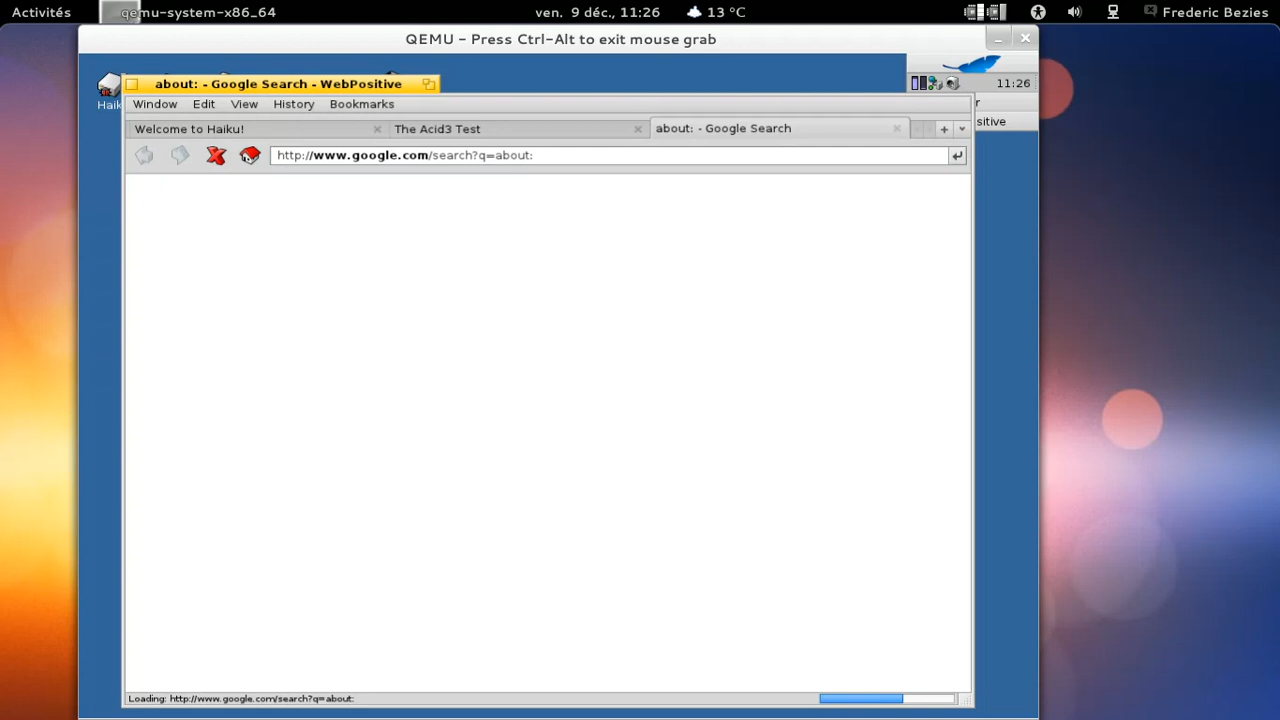 Activités qemu-system-x86_64 ven. 9 déc., 11:26 13 °C Frederic Bezies
QEMU - Press Ctrl-Alt to exit mouse grab
about: - Google Search - WebPositive 11:26
Window Edit View History Bookmarks
Haik
sitive
Welcome to Haiku! The Acid3 Test about: - Google Search
http://www.google.com/search?q=about:
Loading: http://www.google.com/search?q=about: